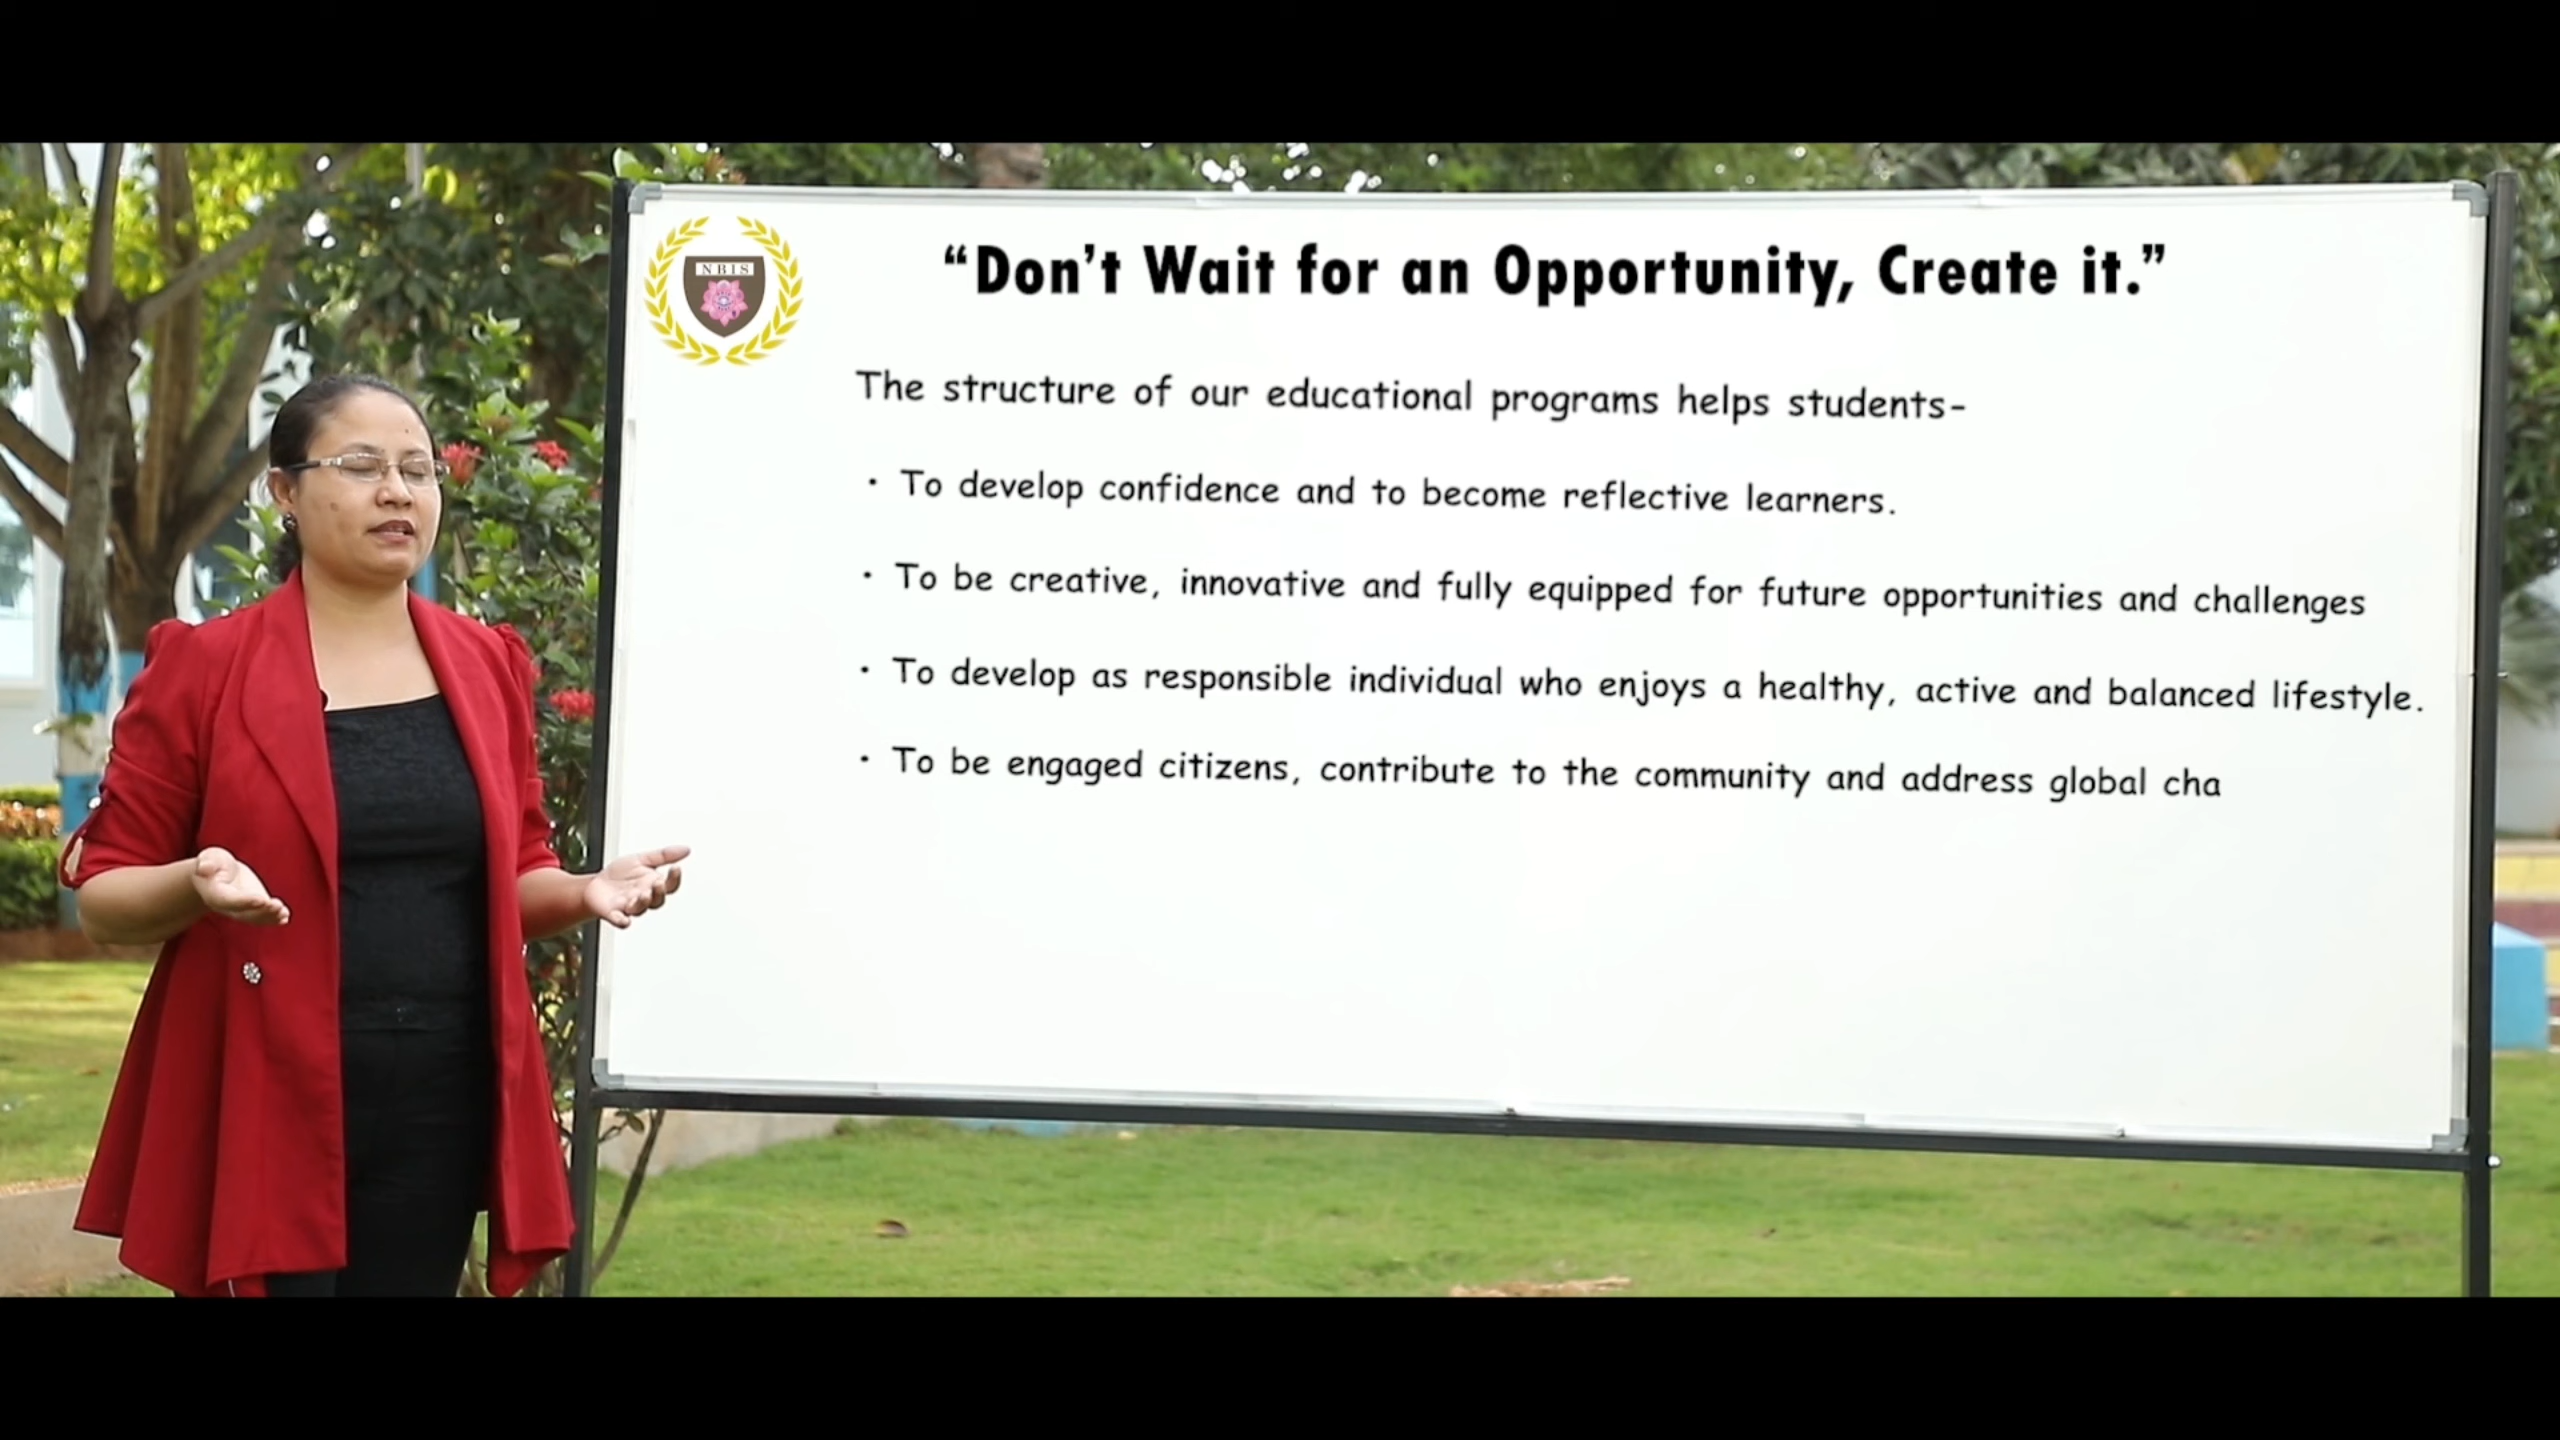 NBIS
“Don’t Wait for an Opportunity, Create it.”
The structure of our educational programs helps students-
· To develop confidence and to become reflective learners.
· To be creative, innovative and fully equipped for future opportunities and challenges
· To develop as responsible individual who enjoys a healthy, active and balanced lifestyle.
· To be engaged citizens, contribute to the community and address global cha